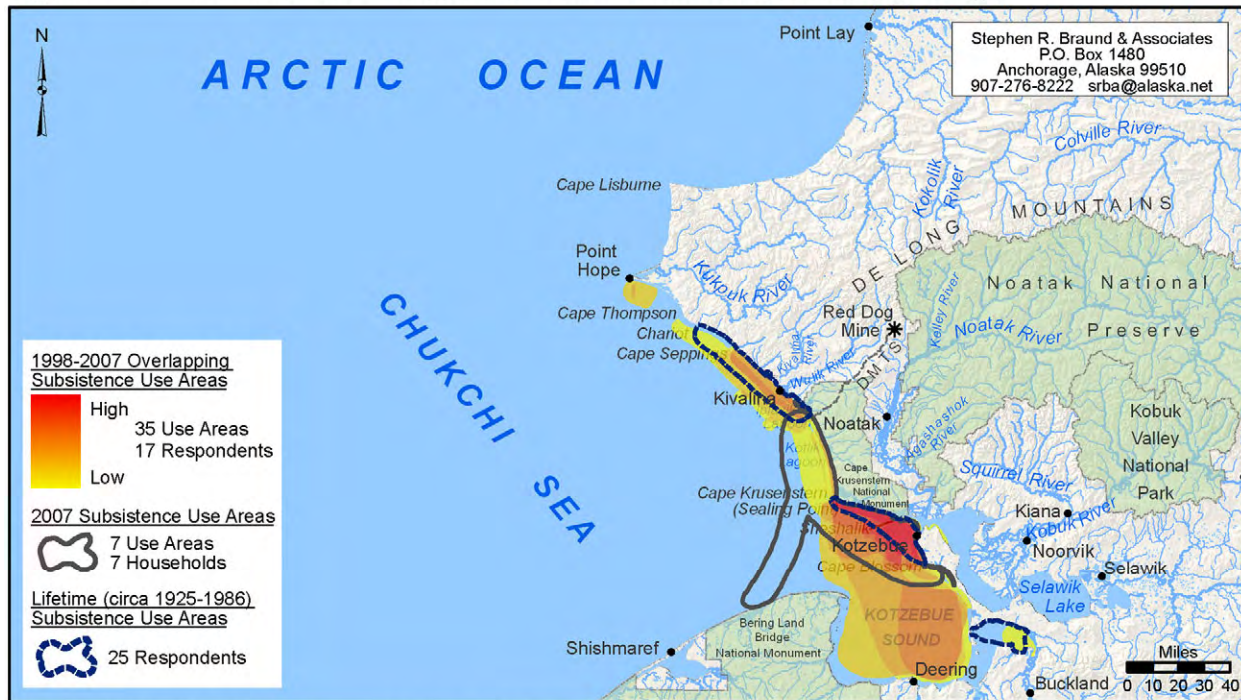 N
ARCTIC OCEAN
Point Lay
Stephen R. Braund & Associates
P.O. Box 1480
Anchorage, Alaska 99510
907-276-8222 srba@alaska.net
Colville River
Kokolik
River
Cape Lisburne
DE LONG MOUNTAINS
Point
Hope
Kukouk River
Noatak National
Preserve
Kelley River
Noatak River
Red Dog
Mine
Cape Thompson
Chariot
Cape Seppings
Kivalina
River
Wulik River
DMTS
CHUKCHI SEA
Kivalina
Noatak
Agashashok
River
Kobuk
Valley
National
Park
Lagoon
Squirrel River
Cape
Krusenstern
National
Monument
Cape Krusenstern
(Sealing Point)
Sheshalik
Kiana
Kobuk River
Kotzebue
Noorvik
Cape Blossom
Selawik
Selawik
Lake
KOTZEBUE
SOUND
Bering Land
Bridge
National Monument
Shishmaref
Deering
Buckland
Miles
0 10 20 30 40
1998-2007 Overlapping
Subsistence Use Areas
High
35 Use Areas
17 Respondents
Low
2007 Subsistence Use Areas
7 Use Areas
7 Households
Lifetime (circa 1925-1986)
Subsistence Use Areas
25 Respondents